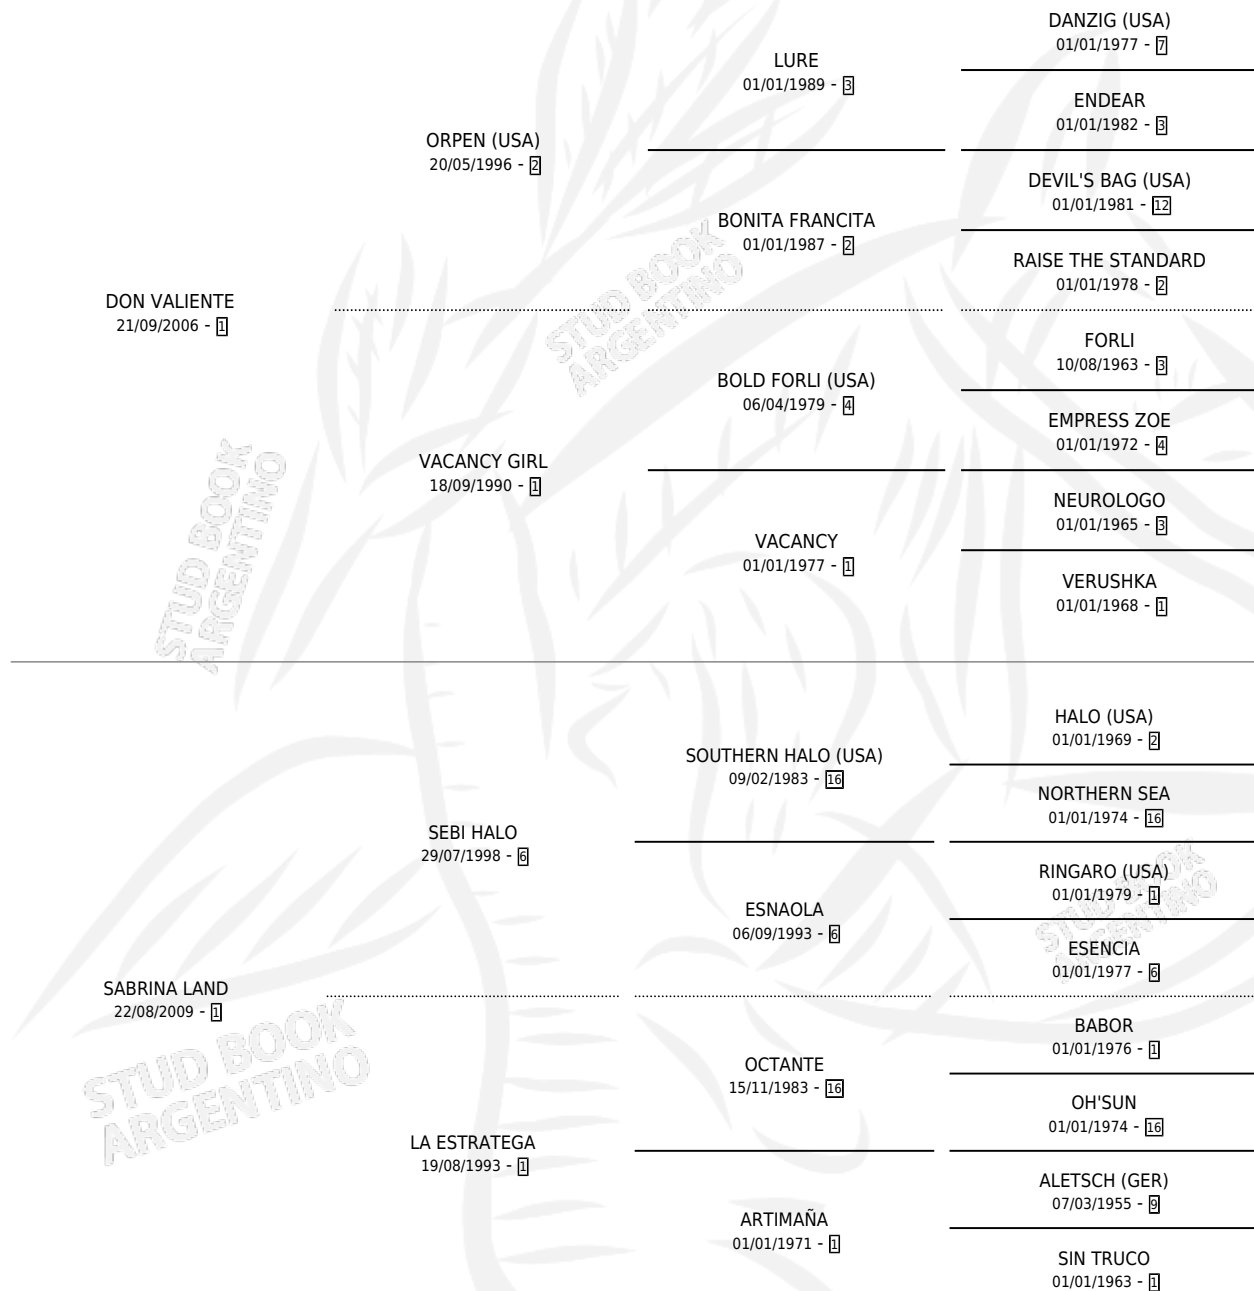 DANZIG (USA)
01/01/1977 - 7
LURE
01/01/1989 - 3
ENDEAR
01/01/1982 - 3
ORPEN (USA)
20/05/1996 - 2
DEVIL'S BAG (USA)
01/01/1981 - 12
BONITA FRANCITA
01/01/1987 - 2
RAISE THE STANDARD
01/01/1978 - 2
DON VALIENTE
21/09/2006 - 1
FORLI
10/08/1963 - 3
BOLD FORLI (USA)
06/04/1979 - 4
EMPRESS ZOE
01/01/1972 - 4
VACANCY GIRL
18/09/1990 - 1
NEUROLOGO
01/01/1965 - 3
VACANCY
01/01/1977 - 1
VERUSHKA
01/01/1968 - 1
HALO (USA)
01/01/1969 - 2
SOUTHERN HALO (USA)
09/02/1983 - 16
NORTHERN SEA
01/01/1974 - 16
SEBI HALO
29/07/1998 - 6
RINGARO (USA)
01/01/1979 - 1
ESNAOLA
06/09/1993 - 6
ESENCIA
01/01/1977 - 6
SABRINA LAND
22/08/2009 - 1
BABOR
01/01/1976 - 1
OCTANTE
15/11/1983 - 16
OH'SUN
01/01/1974 - 16
LA ESTRATEGA
19/08/1993 - 1
ALETSCH (GER)
07/03/1955 - 9
ARTIMAÑA
01/01/1971 - 1
SIN TRUCO
01/01/1963 - 1
STUD BOOK
ARGENTINO
STUD BOOK
ARGENTINO
STUD BOOK
ARGENTINO
STUD BOOK
ARGENTINO